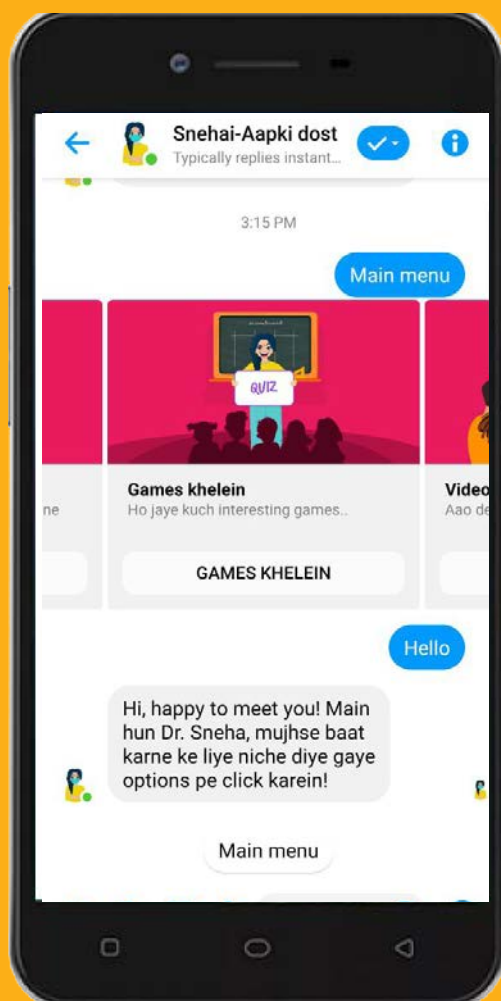 Snehai-Aapki dost
Typically replies instant...
3:15 PM
Main menu
QUIZ
ne
Games khelein
Ho jaye kuch interesting games..
GAMES KHELEIN
Video
Aao de
Hello
Hi, happy to meet you! Main
hun Dr. Sneha, mujhse baat
karne ke liye niche diye gaye
options pe click karein!
Main menu